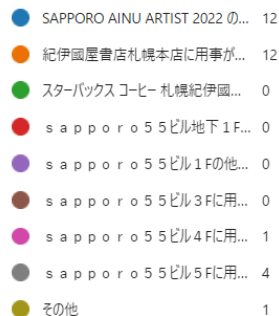 SAPPORO AINU ARTIST 2022 の... 12
紀伊國屋書店札幌本店に用事が... 12
スターバックス コーヒー 札幌紀伊國... 0
ｓａｐｐｏｒｏ５５ビル地下１F... 0
ｓａｐｐｏｒｏ５５ビル１Fの他... 0
ｓａｐｐｏｒｏ５５ビル３Fに用... 0
ｓａｐｐｏｒｏ５５ビル４Fに用... 1
ｓａｐｐｏｒｏ５５ビル５Fに用... 4
その他 1